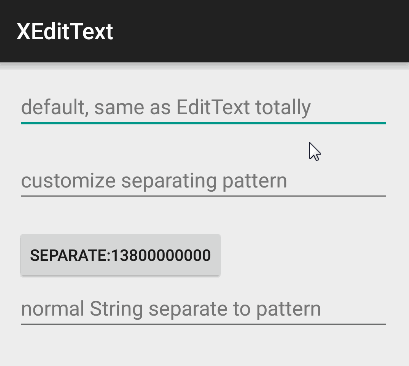 XEditText
default, same as EditText totally
customize separating pattern
SEPARATE:13800000000
normal String separate to pattern